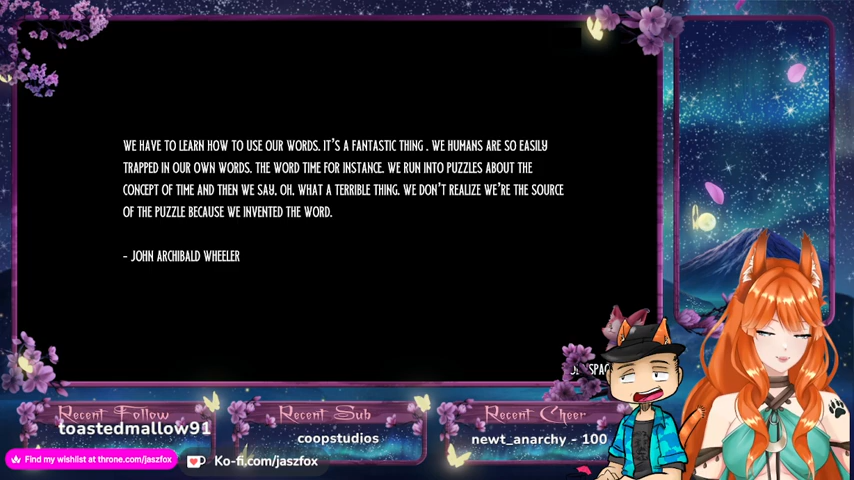 WE HAVE TO LEARN HOW TO USE OUR WORDS. IT'S A FANTASTIC THING . WE HUMANS ARE SO EASILY
TRAPPED IN OUR OWN WORDS. THE WORD TIME FOR INSTANCE. WE RUN INTO PUZZLES ABOUT THE
CONCEPT OF TIME AND THEN WE SAY, OH, WHAT A TERRIBLE THING. WE DON'T REALIZE WE'RE THE SOURCE
OF THE PUZZLE BECAUSE WE INVENTED THE WORD.
- JOHN ARCHIBALD WHEELER
Recent Follow
toastedmallow91
Recent Sub
coopstudios
Recent Cheer
newt_anarchy - 100
Find my wishlist at throne.com/jaszfox
Ko-fi.com/jaszfox